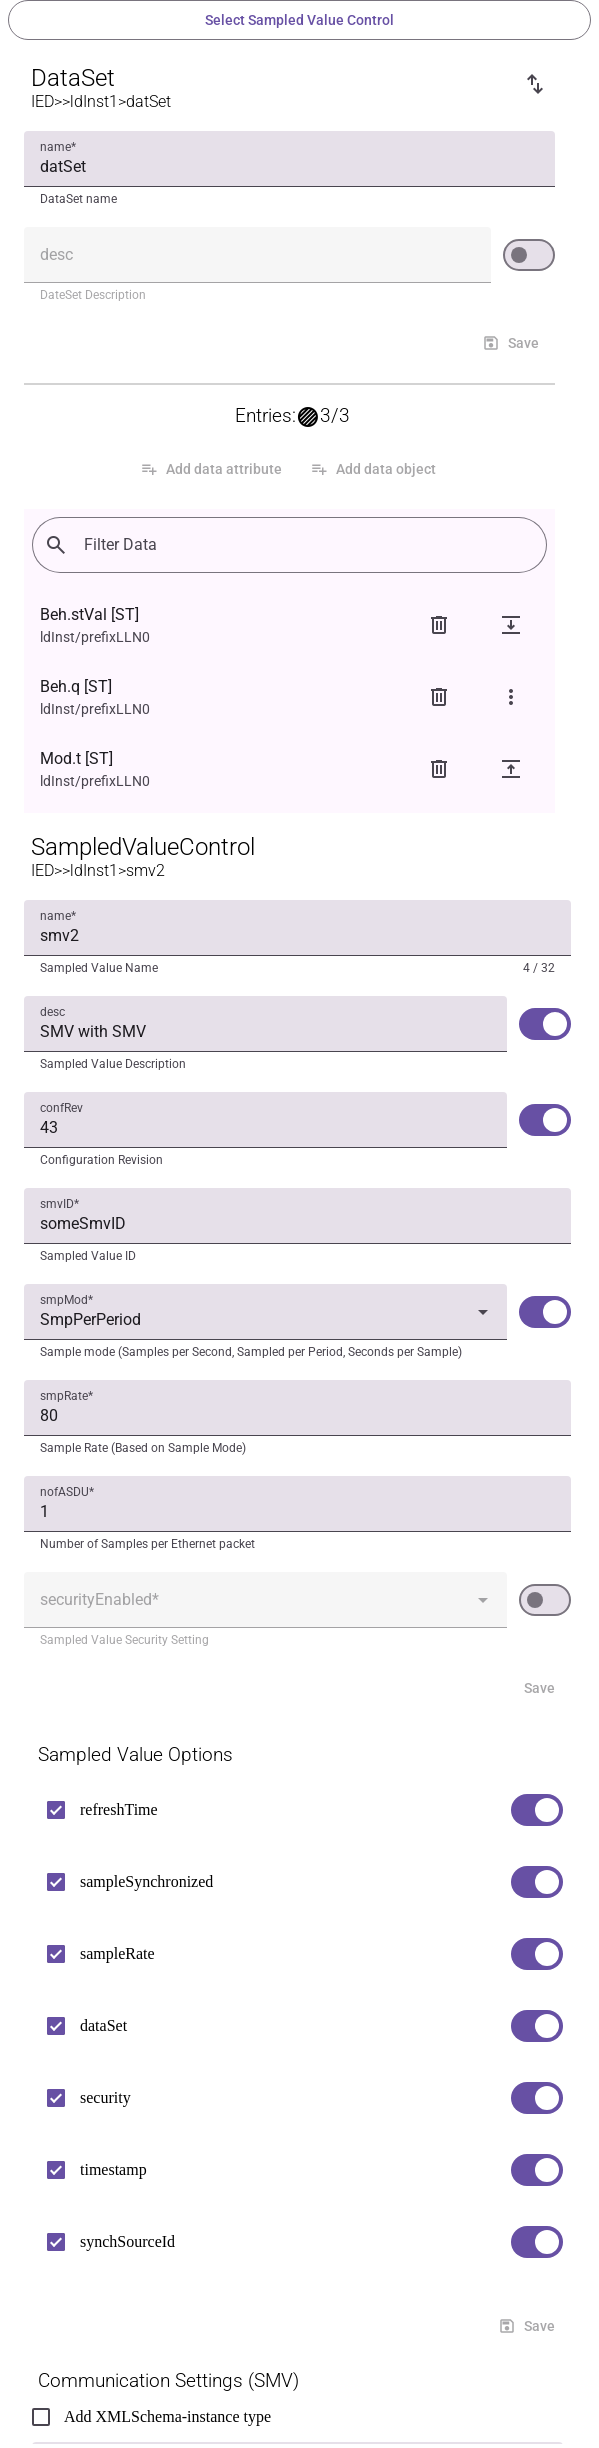 Select Sampled Value Control
DataSet
IED>>ldInst1>datSet
name*
datSet
DataSet name
desc
DateSet Description
Save
Entries: 3/3
Add data attribute Add data object
Filter Data
Beh.stVal [ST]
ldInst/prefixLLN0
Beh.q [ST]
ldInst/prefixLLN0
Mod.t [ST]
ldInst/prefixLLN0
SampledValueControl
IED>>ldInst1>smv2
name*
smv2
Sampled Value Name 4 / 32
desc
SMV with SMV
Sampled Value Description
confRev
43
Configuration Revision
smvID*
someSmvID
Sampled Value ID
smpMod*
SmpPerPeriod
Sample mode (Samples per Second, Sampled per Period, Seconds per Sample)
smpRate*
80
Sample Rate (Based on Sample Mode)
nofASDU*
1
Number of Samples per Ethernet packet
securityEnabled*
Sampled Value Security Setting
Save
Sampled Value Options
refreshTime
sampleSynchronized
sampleRate
dataSet
security
timestamp
synchSourceId
Save
Communication Settings (SMV)
Add XMLSchema-instance type